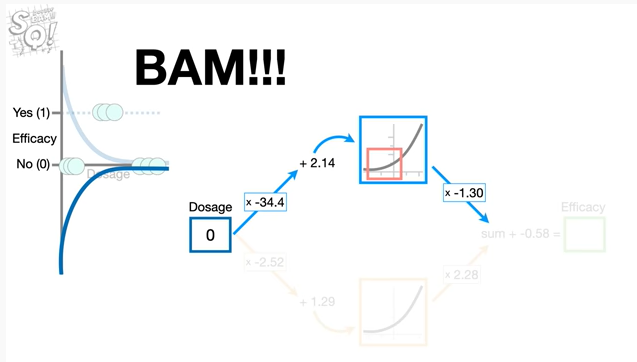 SQ!
BAM!!!
Yes (1)
Efficacy
No (0)
Dosage
Dosage
0
x -34.4
+ 2.14
x -1.30
x -2.52
+ 1.29
x 2.28
sum + -0.58 =
Efficacy